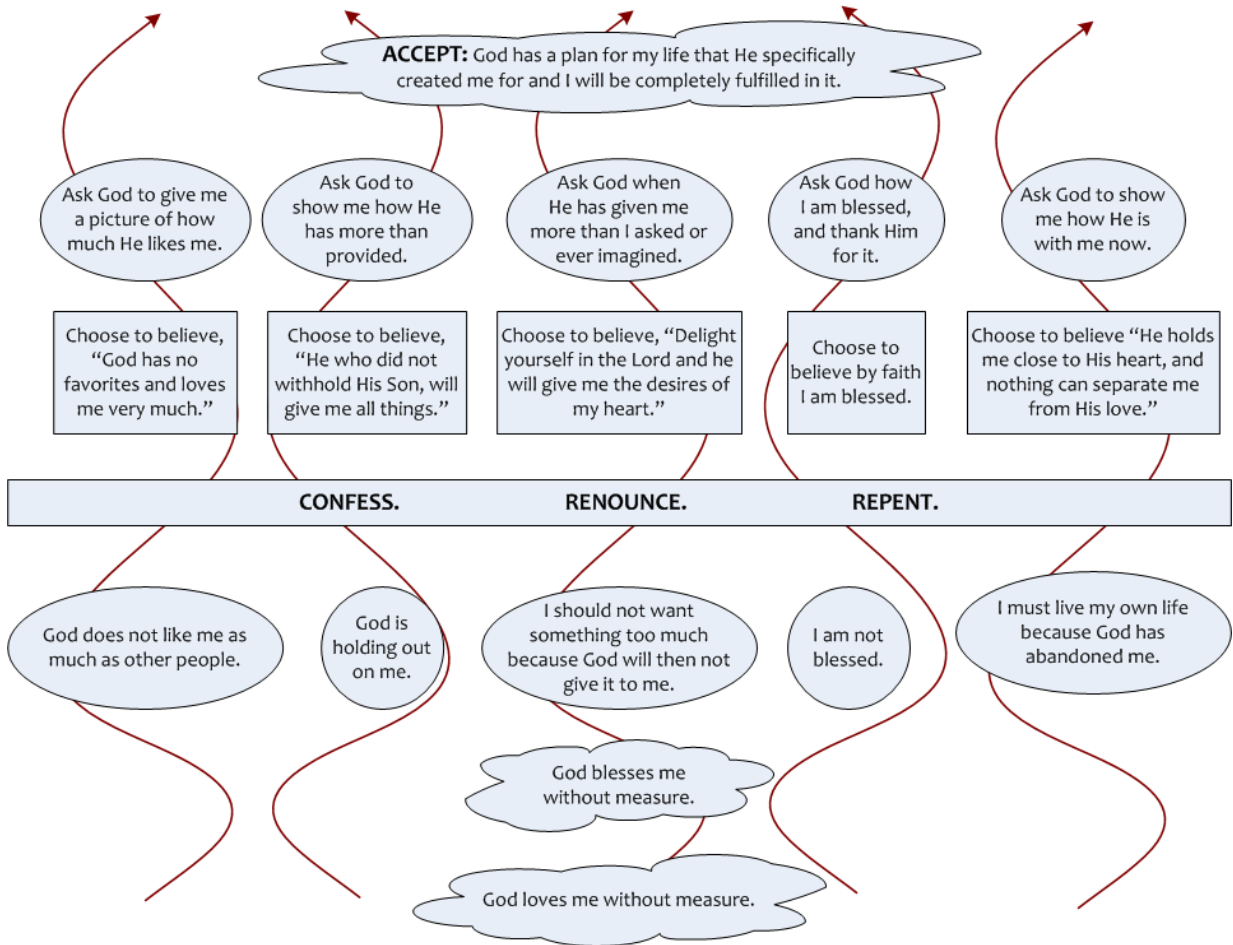 ACCEPT: God has a plan for my life that He specifically
created me for and I will be completely fulfilled in it.
Ask God to give me
a picture of how
much He likes me.
Ask God to
show me how He
has more than
provided.
Ask God when
He has given me
more than I asked or
ever imagined.
Ask God how
I am blessed,
and thank Him
for it.
Ask God to show
me how He is
with me now.
Choose to believe,
“God has no
favorites and loves
me very much.”
Choose to believe,
“He who did not
withhold His Son, will
give me all things.”
Choose to believe, “Delight
yourself in the Lord and he
will give me the desires of
my heart.”
Choose to
believe by faith
I am blessed.
Choose to believe “He holds
me close to His heart, and
nothing can separate me
from His love.”
CONFESS. RENOUNCE. REPENT.
God does not like me as
much as other people.
God is
holding out
on me.
I should not want
something too much
because God will then not
give it to me.
I am not
blessed.
I must live my own life
because God has
abandoned me.
God blesses me
without measure.
God loves me without measure.